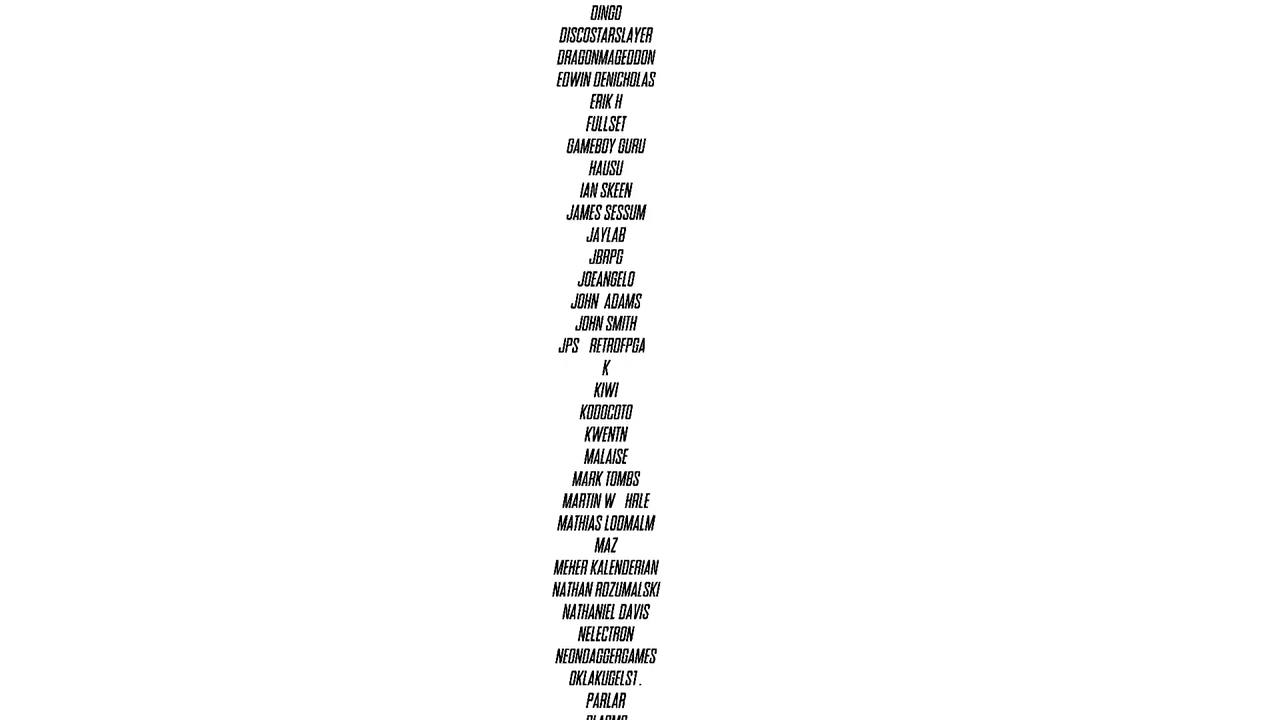 DINGO
DISCOSTARSLAYER
DRAGONMAGEDDON
EDWIN DENICHOLAS
ERIK H
FULLSET
GAMEBOY GURU
HAUSU
IAN SKEEN
JAMES SESSUM
JAYLAB
JBRPG
JOEANGELO
JOHN ADAMS
JOHN SMITH
JPS RETROFPGA
K
KIWI
KODOCOTO
KWENTN
MALAISE
MARK TOMBS
MARTIN W HRLE
MATHIAS LODMALM
MAZ
MEHER KALENDERIAN
NATHAN ROZUMALSKI
NATHANIEL DAVIS
NELECTRON
NEONDAGGERGAMES
OKLAKUGELS1.
PARLAR